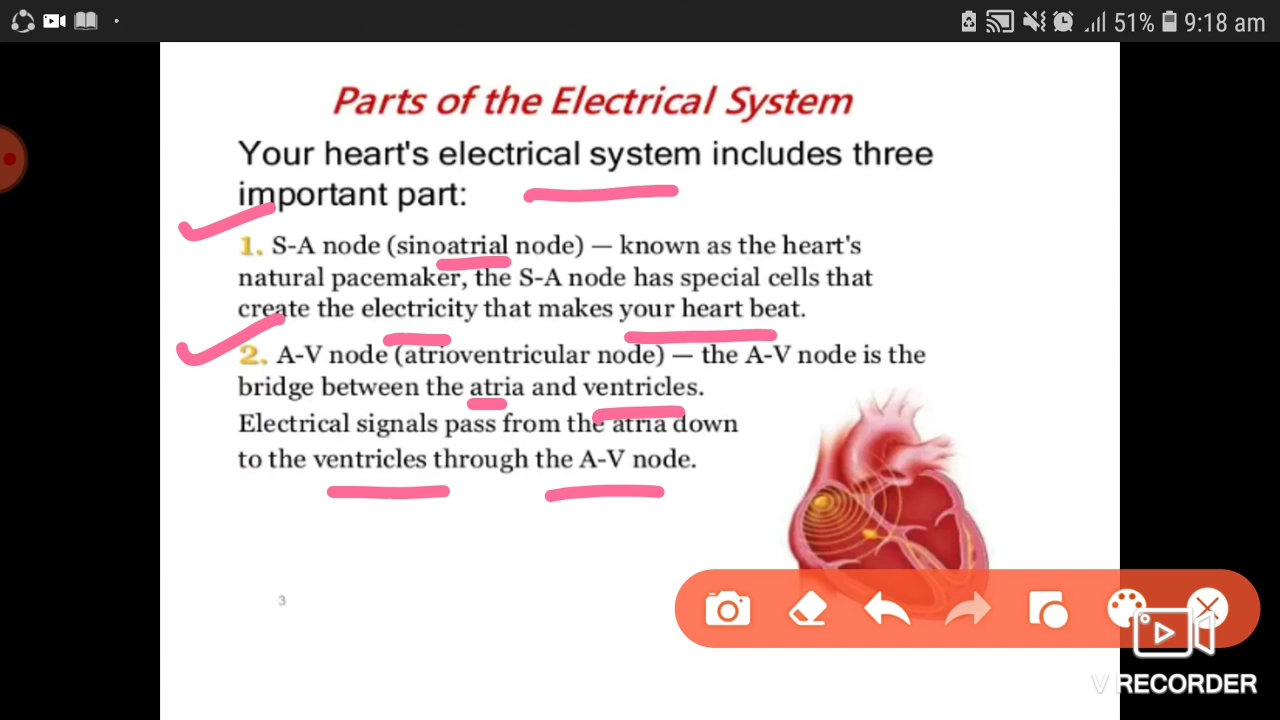 51% 9:18 am
Parts of the Electrical System
Your heart's electrical system includes three
important part:
1. S-A node (sinoatrial node) — known as the heart's
natural pacemaker, the S-A node has special cells that
create the electricity that makes your heart beat.
2. A-V node (atrioventricular node) — the A-V node is the
bridge between the atria and ventricles.
Electrical signals pass from the atria down
to the ventricles through the A-V node.
3
V RECORDER